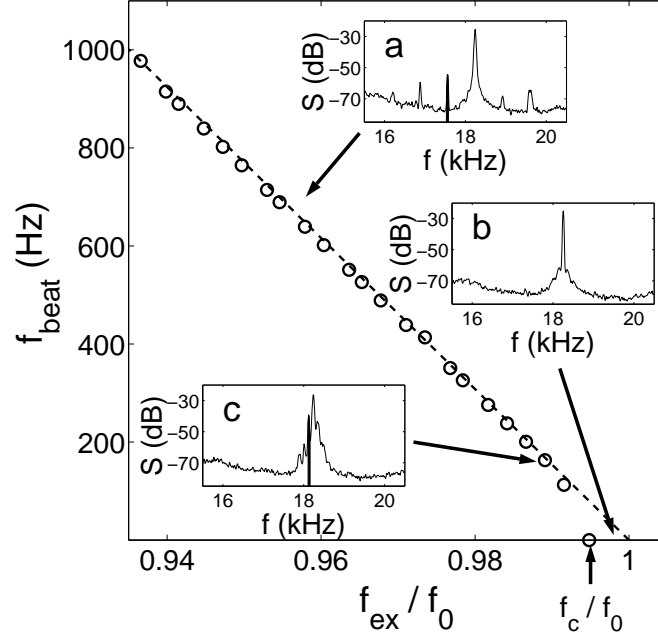 1000
800
600
400
200
f_beat (Hz)
0.94
0.96
0.98
1
f_ex / f_0
f_c / f_0
a
−30
−50
−70
S (dB)
16
18
20
f (kHz)
b
−30
−50
−70
S (dB)
16
18
20
f (kHz)
c
−30
−50
−70
S (dB)
16
18
20
f (kHz)